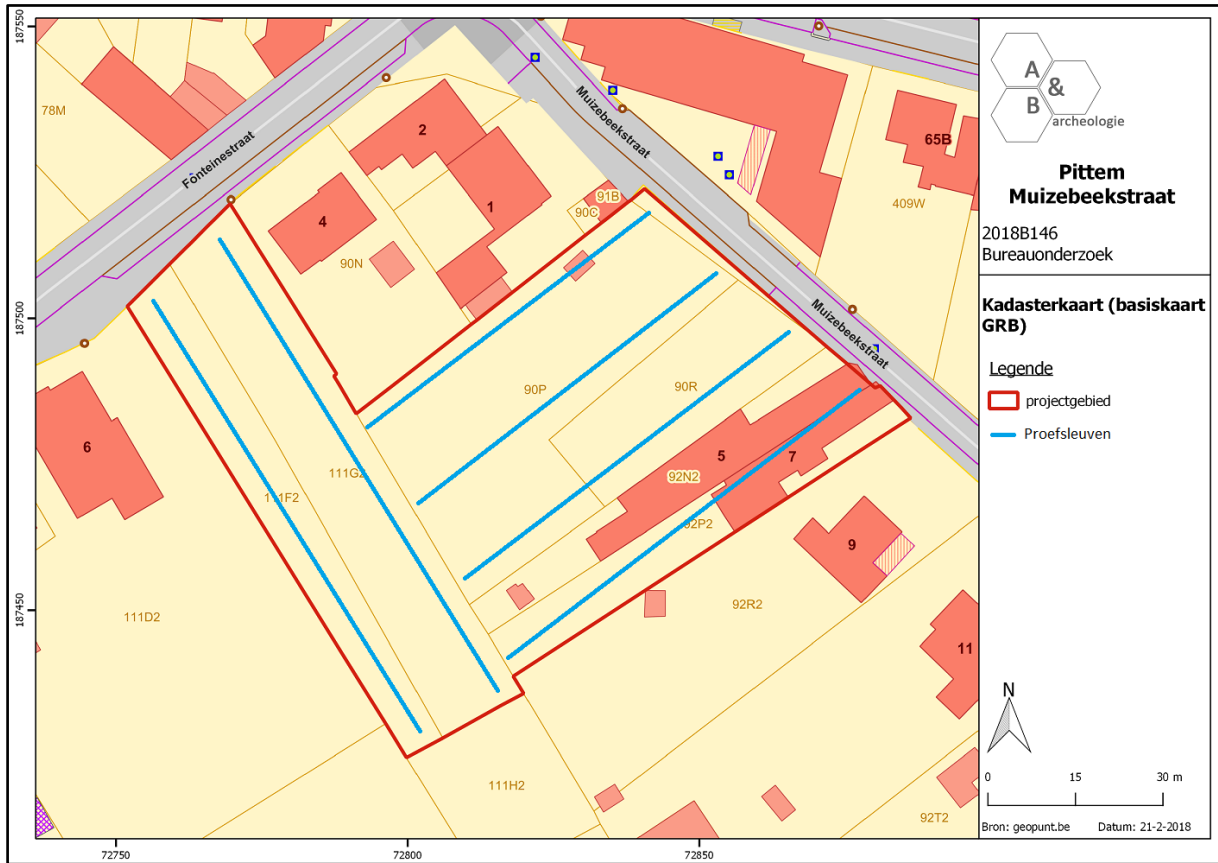 187550
187500
187450
72750
72800
72850
78M
Fonteinestraat
Muizebeekstraat
Muizebeekstraat
2
1
4
65B
409W
91B
90C
90N
90P
90R
6
111G2
111F2
5
7
92N2
92P2
9
92R2
111D2
11
111H2
92T2
A
&
B
archeologie
Pittem
Muizebeekstraat
2018B146
Bureauonderzoek
Kadasterkaart (basiskaart
GRB)
Legende
projectgebied
Proefsleuven
N
0 15 30 m
Bron: geopunt.be Datum: 21-2-2018